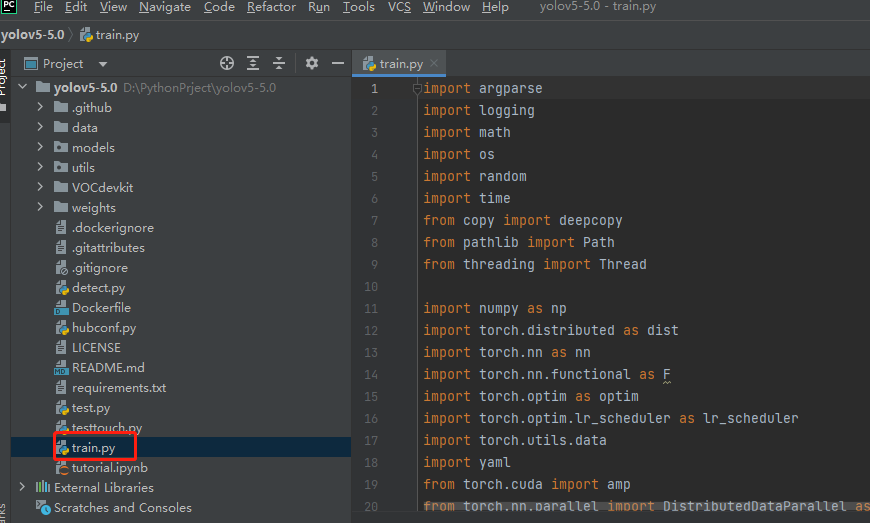 PC File Edit View Navigate Code Refactor Run Tools VCS Window Help yolov5-5.0 - train.py
yolov5-5.0 train.py
Project
Project
train.py
yolov5-5.0 D:\PythonPrject\yolov5-5.0
.github
data
models
utils
VOCdevkit
weights
.dockerignore
.gitattributes
.gitignore
detect.py
Dockerfile
hubconf.py
LICENSE
MD README.md
requirements.txt
test.py
testtouch.py
train.py
tutorial.ipynb
External Libraries
Scratches and Consoles
1 import argparse
2 import logging
3 import math
4 import os
5 import random
6 import time
7 from copy import deepcopy
8 from pathlib import Path
9 from threading import Thread
10
11 import numpy as np
12 import torch.distributed as dist
13 import torch.nn as nn
14 import torch.nn.functional as F
15 import torch.optim as optim
16 import torch.optim.lr_scheduler as lr_scheduler
17 import torch.utils.data
18 import yaml
19 from torch.cuda import amp
20 from torch.nn.parallel import DistributedDataParallel as